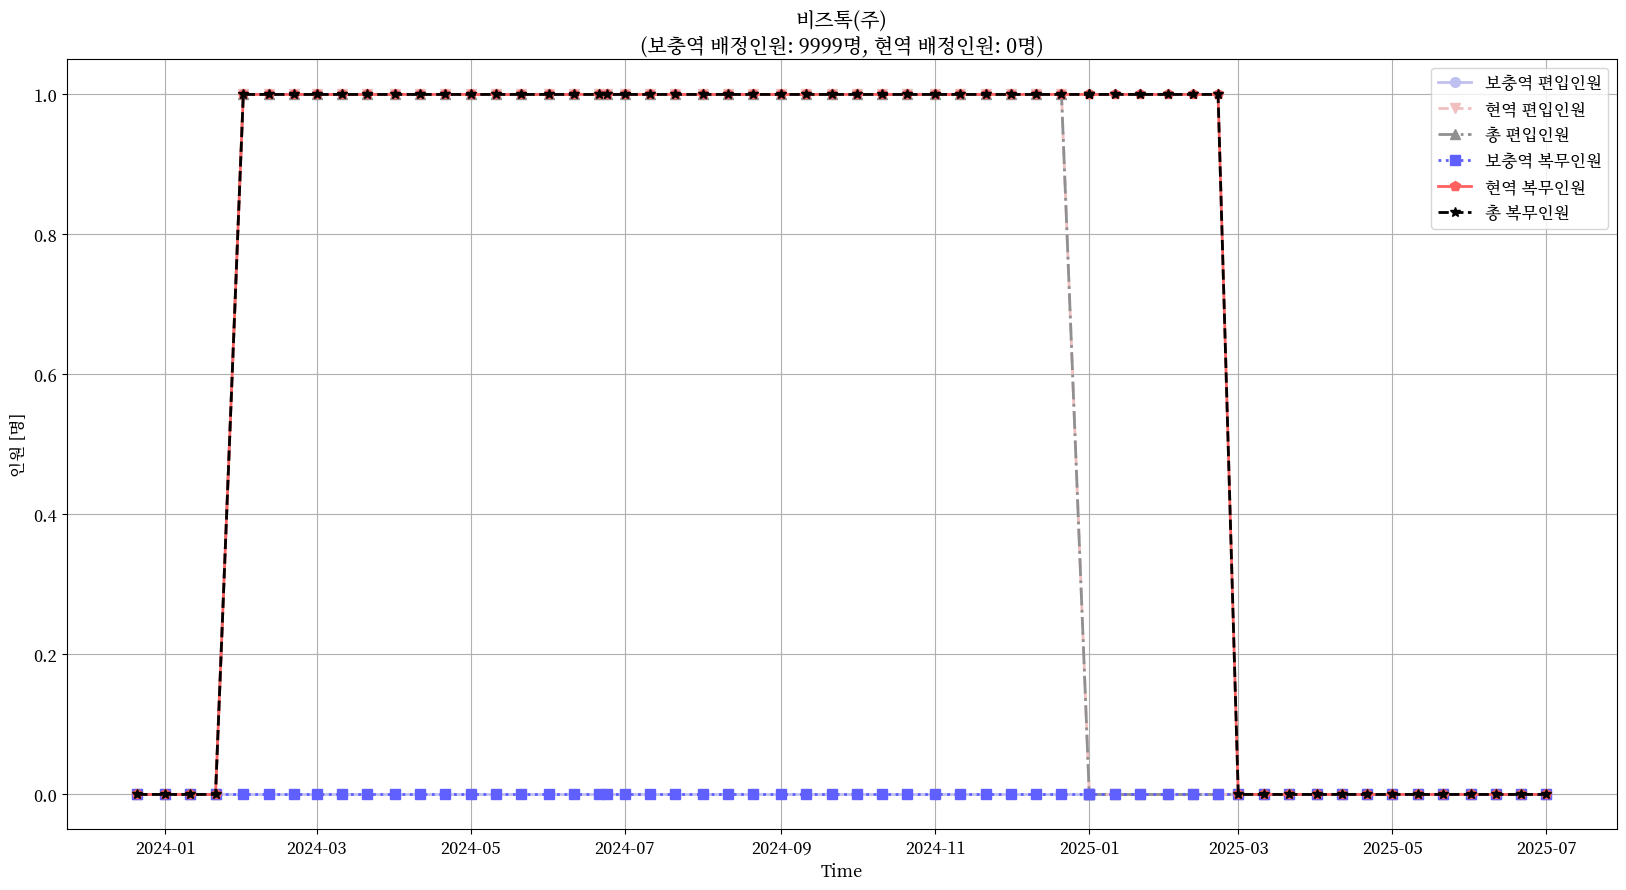 비즈톡(주)
(보충역 배정인원: 9999명, 현역 배정인원: 0명)
보충역 편입인원
현역 편입인원
총 편입인원
보충역 복무인원
현역 복무인원
총 복무인원
인원 [명]
1.0
0.8
0.6
0.4
0.2
0.0
2024-01 2024-03 2024-05 2024-07 2024-09 2024-11 2025-01 2025-03 2025-05 2025-07
Time